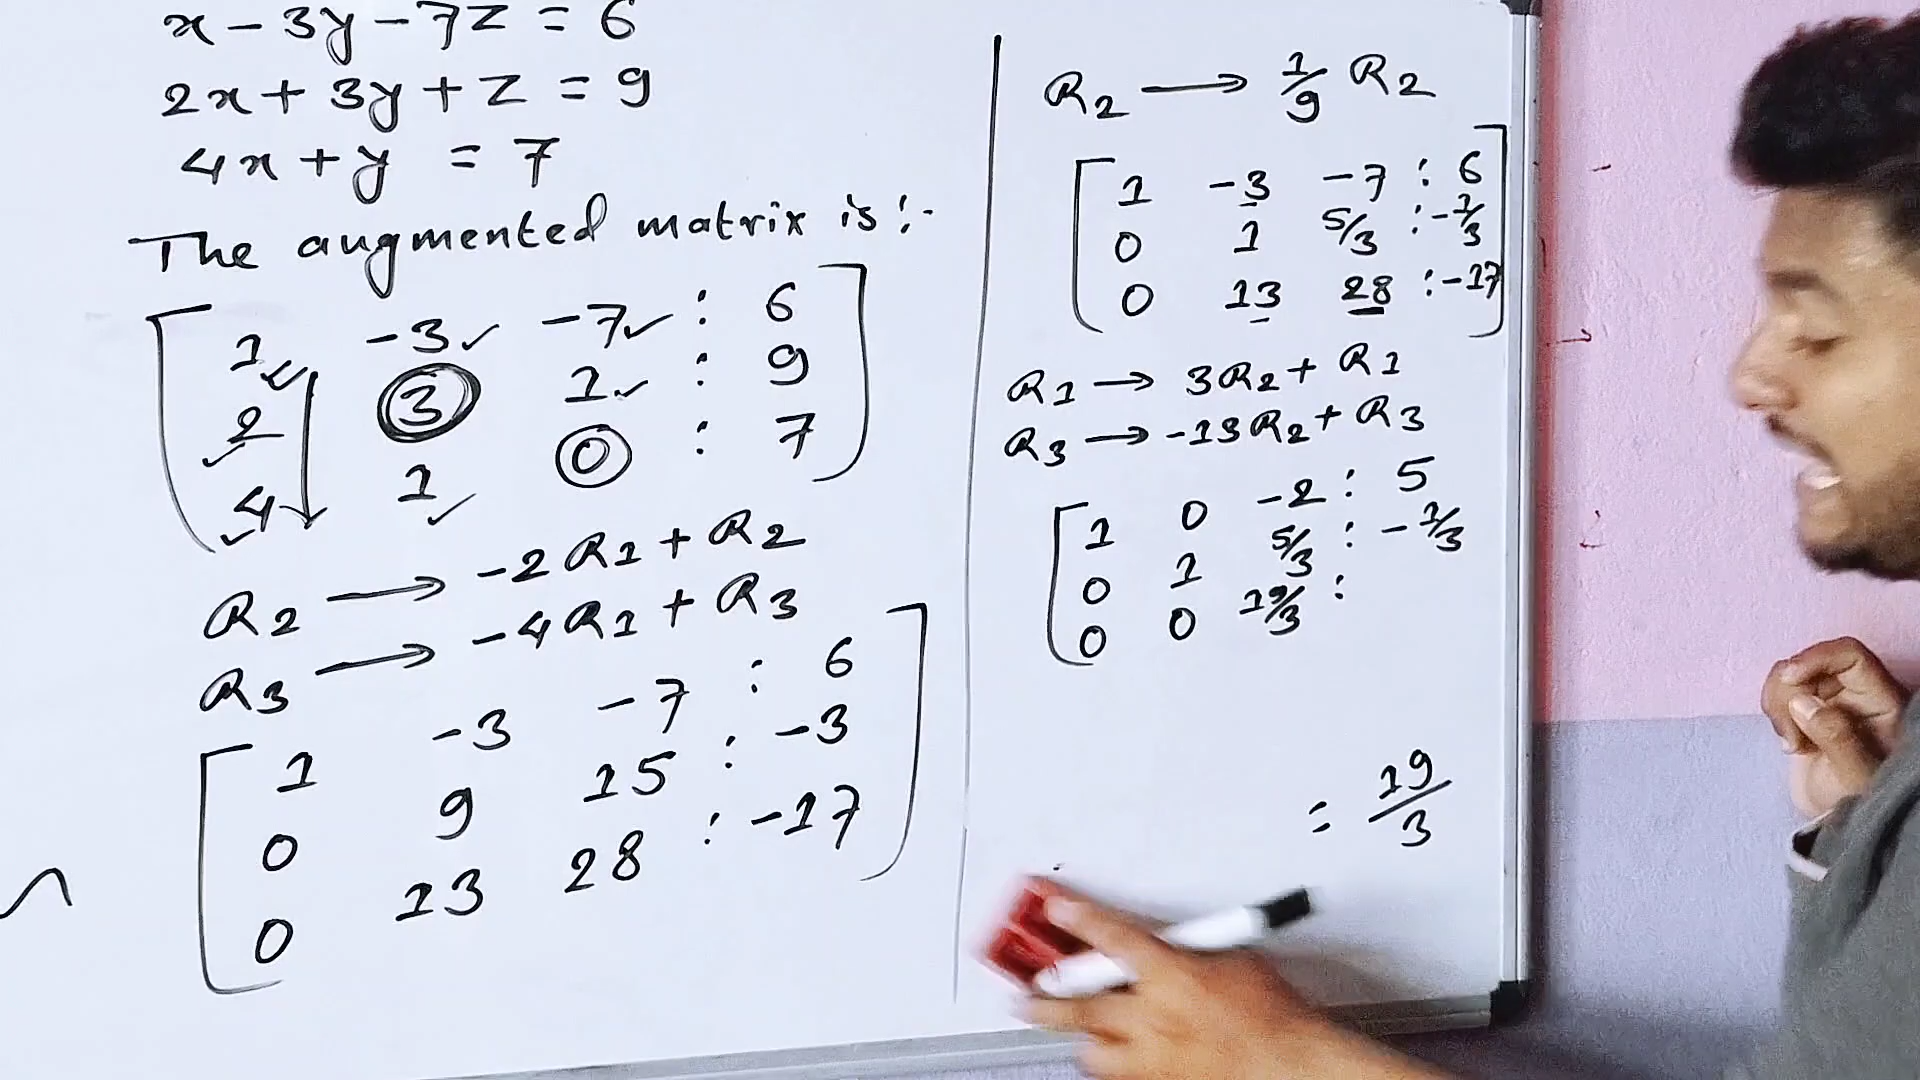 x - 3y - 7z = 6
2x + 3y + z = 9
4x + y = 7
The augmented matrix is :-
1 -3 -7 : 6
2 3 1 : 9
4 1 0 : 7
R2 → -2R1 + R2
R3 → -4R1 + R3
1 -3 -7 : 6
0 9 15 : -3
0 13 28 : -17
R2 → 1/9 R2
1 -3 -7 : 6
0 1 5/3 : -1/3
0 13 28 : -17
R1 → 3R2 + R1
R3 → -13R2 + R3
1 0 -2 : 5
0 1 5/3 : -1/3
0 0 19/3 :
= 19/3